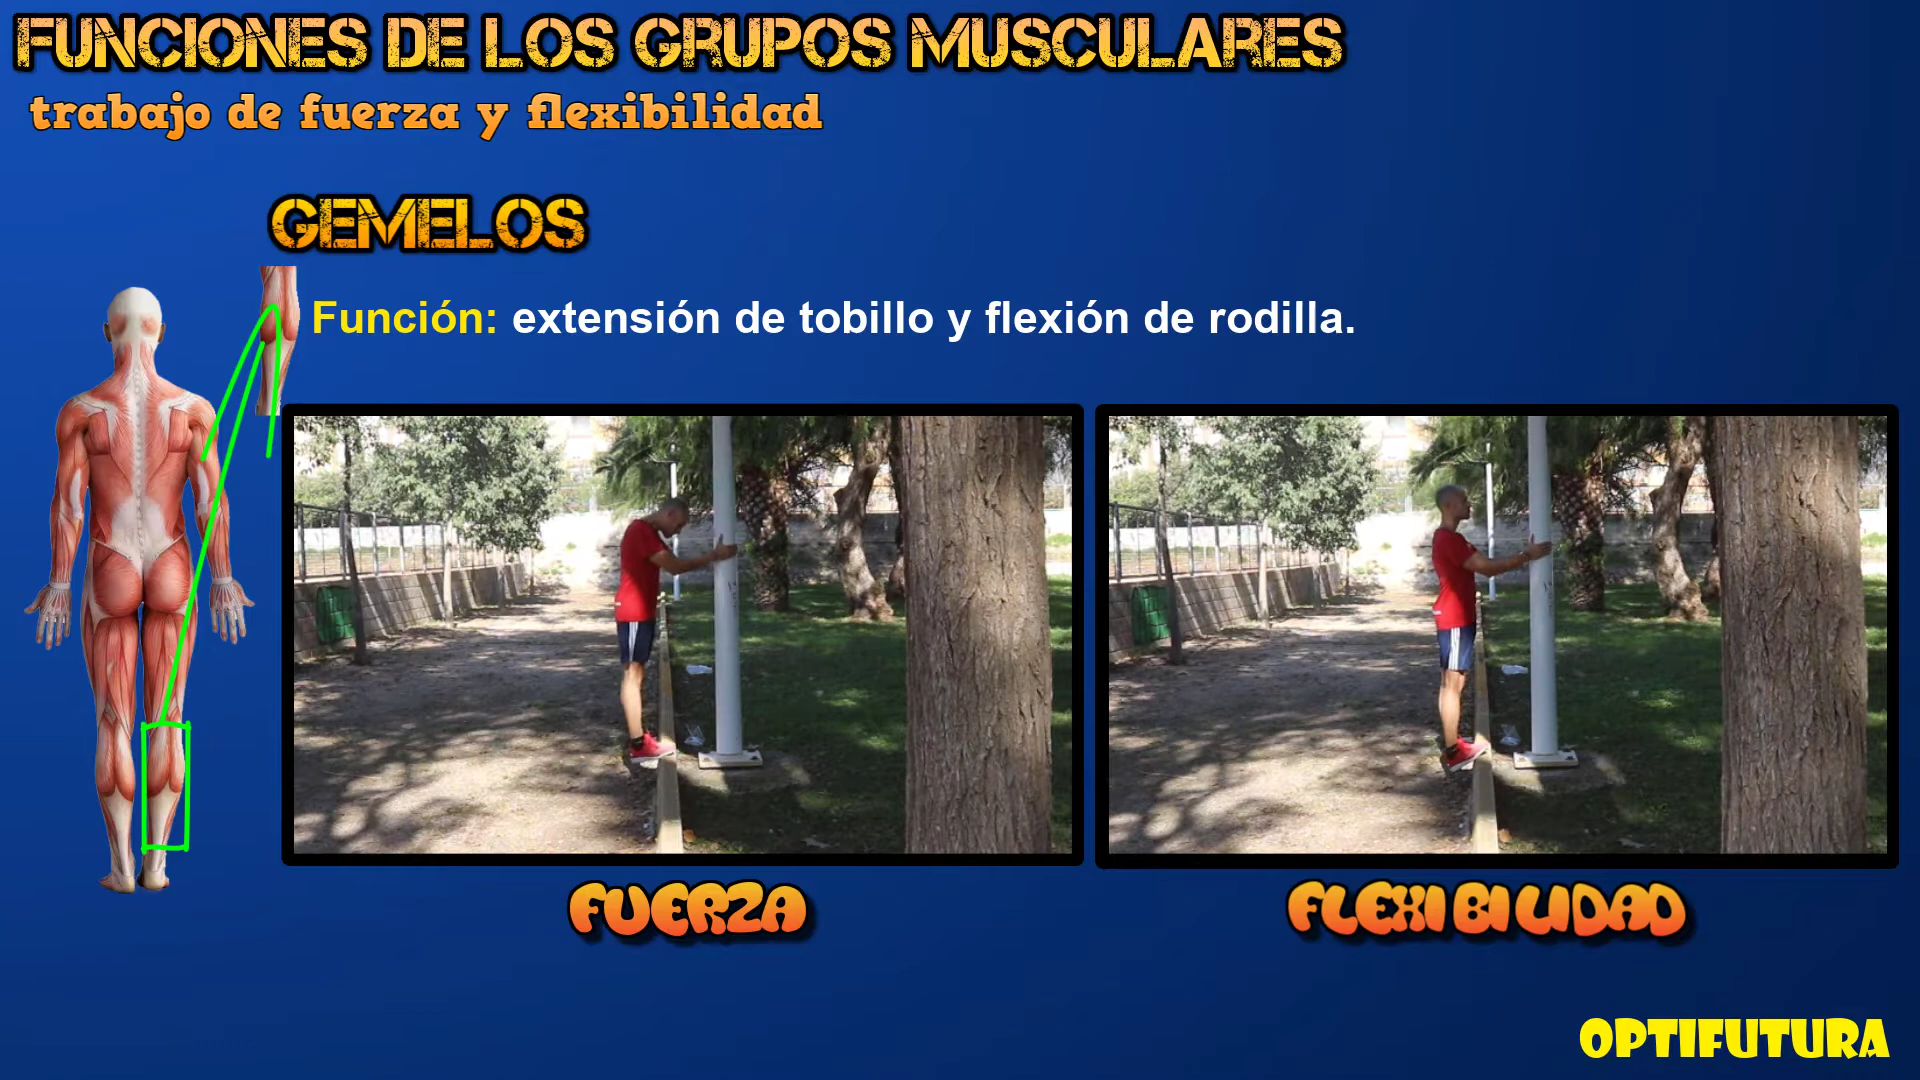 FUNCIONES DE LOS GRUPOS MUSCULARES
trabajo de fuerza y flexibilidad
GEMELOS
Función: extensión de tobillo y flexión de rodilla.
FUERZA
FLEXIBILIDAD
OPTIFUTURA